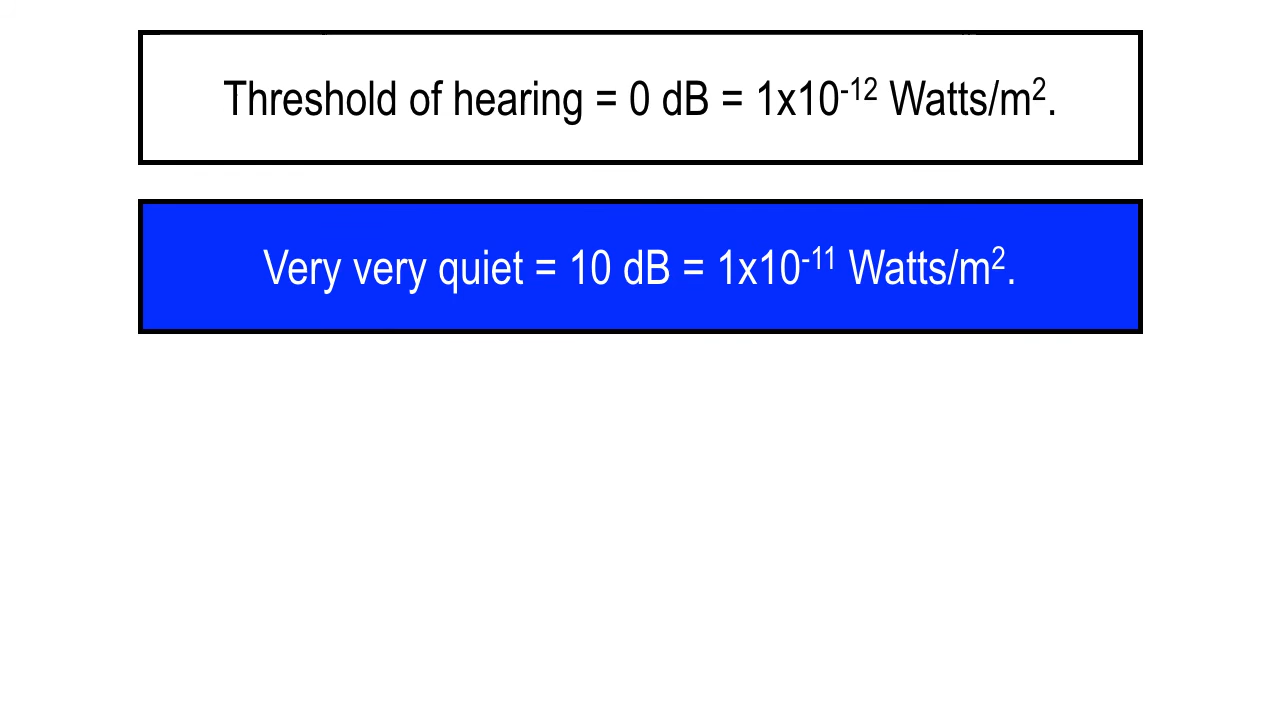 Threshold of hearing = 0 dB = 1x10⁻¹² Watts/m².
Very very quiet = 10 dB = 1x10⁻¹¹ Watts/m².